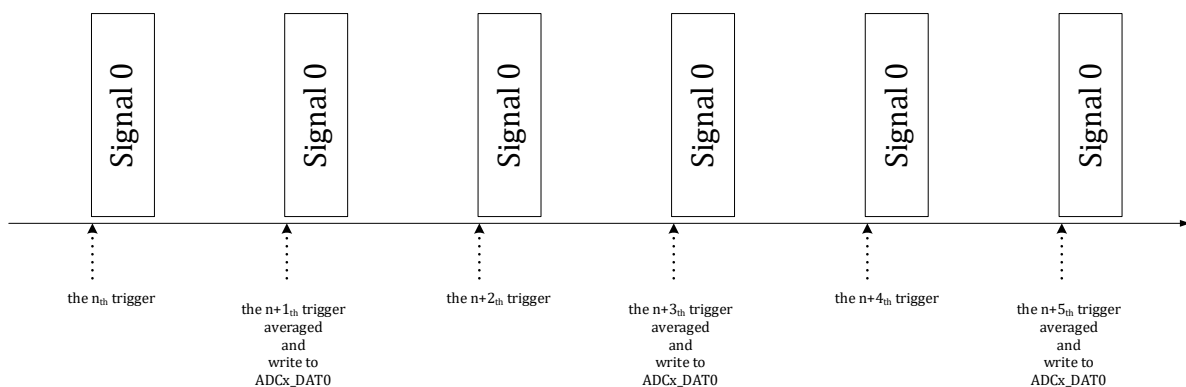 Signal 0
Signal 0
Signal 0
Signal 0
Signal 0
Signal 0
the nth trigger
the n+1th trigger
averaged
and
write to
ADCx_DAT0
the n+2th trigger
the n+3th trigger
averaged
and
write to
ADCx_DAT0
the n+4th trigger
the n+5th trigger
averaged
and
write to
ADCx_DAT0